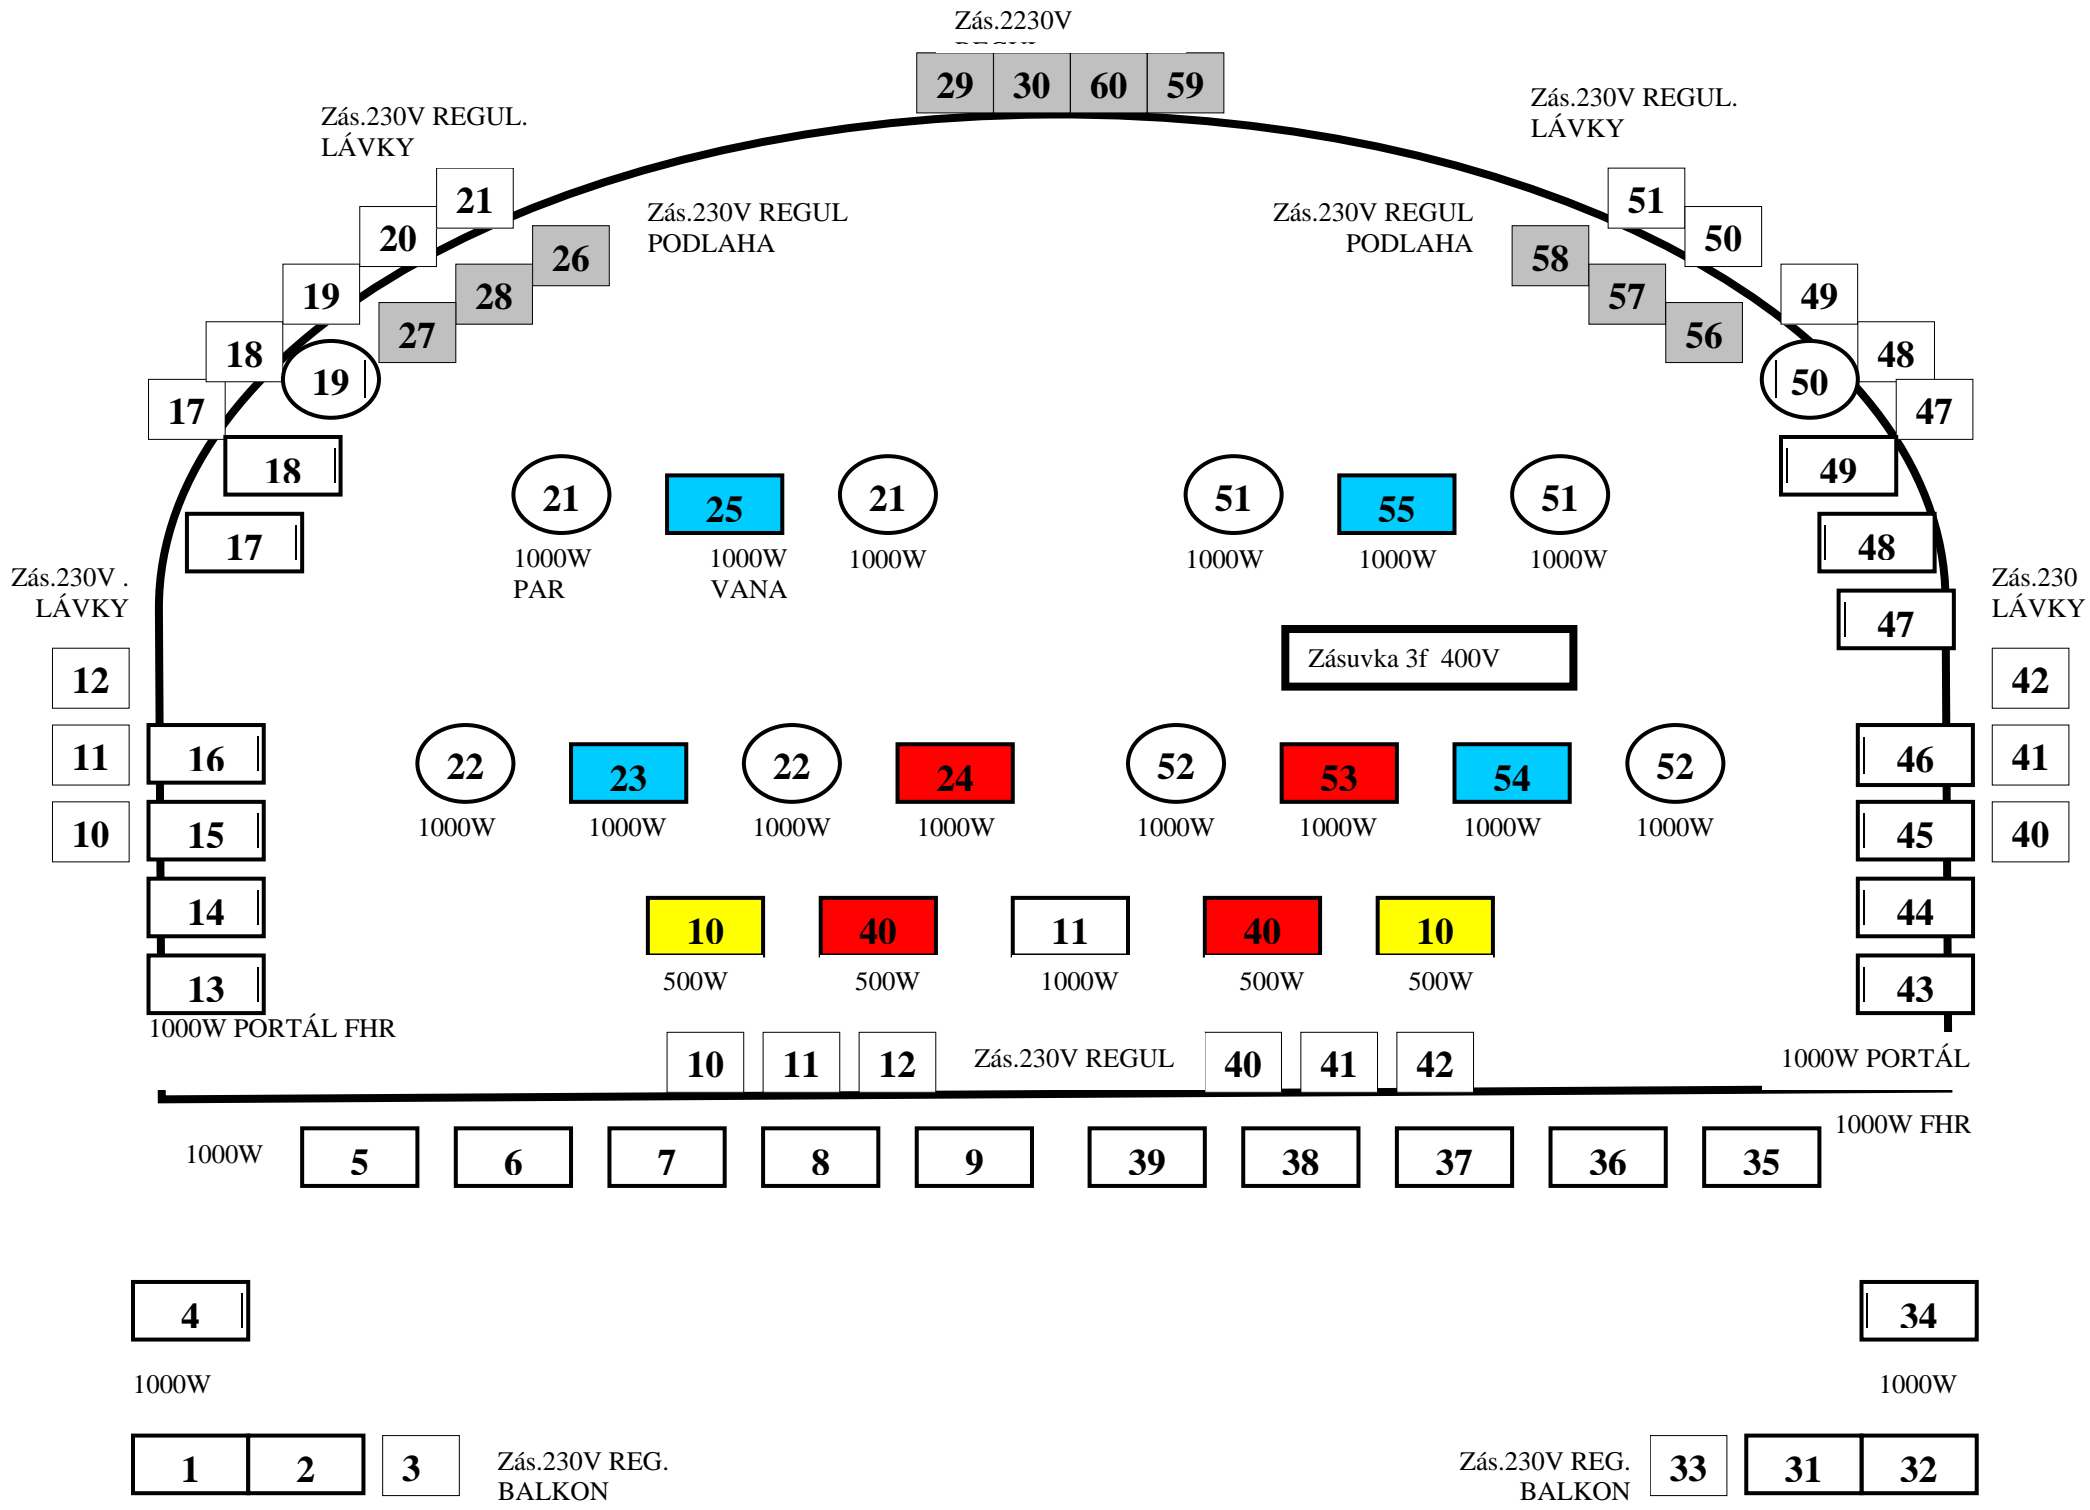 Zás.2230V
29 30 60 59
Zás.230V REGUL.
LÁVKY
Zás.230V REGUL.
LÁVKY
21
20
19
18
17
Zás.230V REGUL
PODLAHA
26
28
27
Zás.230V REGUL
PODLAHA
58
57
56
51
50
49
48
47
19
18
17
50
49
48
47
21 25 21 51 55 51
1000W 1000W 1000W 1000W 1000W 1000W
PAR VANA
Zás.230V .
LÁVKY
12
11
10
Zás.230
LÁVKY
42
41
40
Zásuvka 3f 400V
16
15
14
13
1000W PORTÁL FHR
46
45
44
43
1000W PORTÁL
22 23 22 24 52 53 54 52
1000W 1000W 1000W 1000W 1000W 1000W 1000W 1000W
10 40 11 40 10
500W 500W 1000W 500W 500W
10 11 12 Zás.230V REGUL 40 41 42
1000W FHR
1000W 5 6 7 8 9 39 38 37 36 35
4 34
1000W 1000W
1 2 3 Zás.230V REG.
BALKON
Zás.230V REG.
BALKON
33 31 32